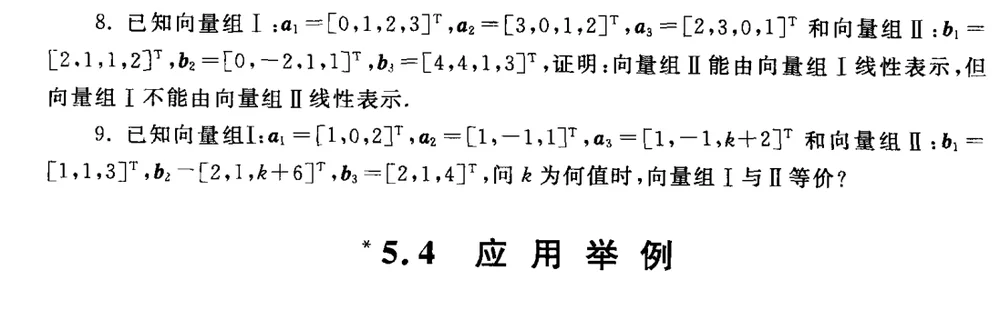 8. 已知向量组Ⅰ:a₁=[0,1,2,3]ᵀ,a₂=[3,0,1,2]ᵀ,a₃=[2,3,0,1]ᵀ 和向量组Ⅱ:b₁=
[2,1,1,2]ᵀ,b₂=[0,-2,1,1]ᵀ,b₃=[4,4,1,3]ᵀ,证明:向量组Ⅱ能由向量组Ⅰ线性表示,但
向量组Ⅰ不能由向量组Ⅱ线性表示.
9. 已知向量组Ⅰ:a₁=[1,0,2]ᵀ,a₂=[1,-1,1]ᵀ,a₃=[1,-1,k+2]ᵀ 和向量组Ⅱ:b₁=
[1,1,3]ᵀ,b₂=[2,1,k+6]ᵀ,b₃=[2,1,4]ᵀ,问 k 为何值时,向量组Ⅰ与Ⅱ等价?
*5.4 应用举例